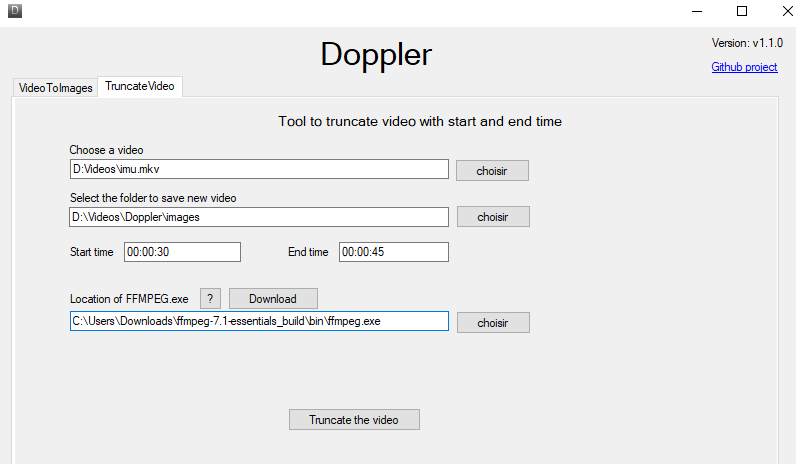 Doppler
Version: v1.1.0
Github project
VideoToImages TruncateVideo
Tool to truncate video with start and end time
Choose a video
D:Videos\imu.mkv choisir
Select the folder to save new video
D:\Videos\Doppler\images choisir
Start time 00:00:30 End time 00:00:45
Location of FFMPEG.exe ? Download
C:\Users\Downloads\ffmpeg-7.1-essentials_build\bin\ffmpeg.exe choisir
Truncate the video